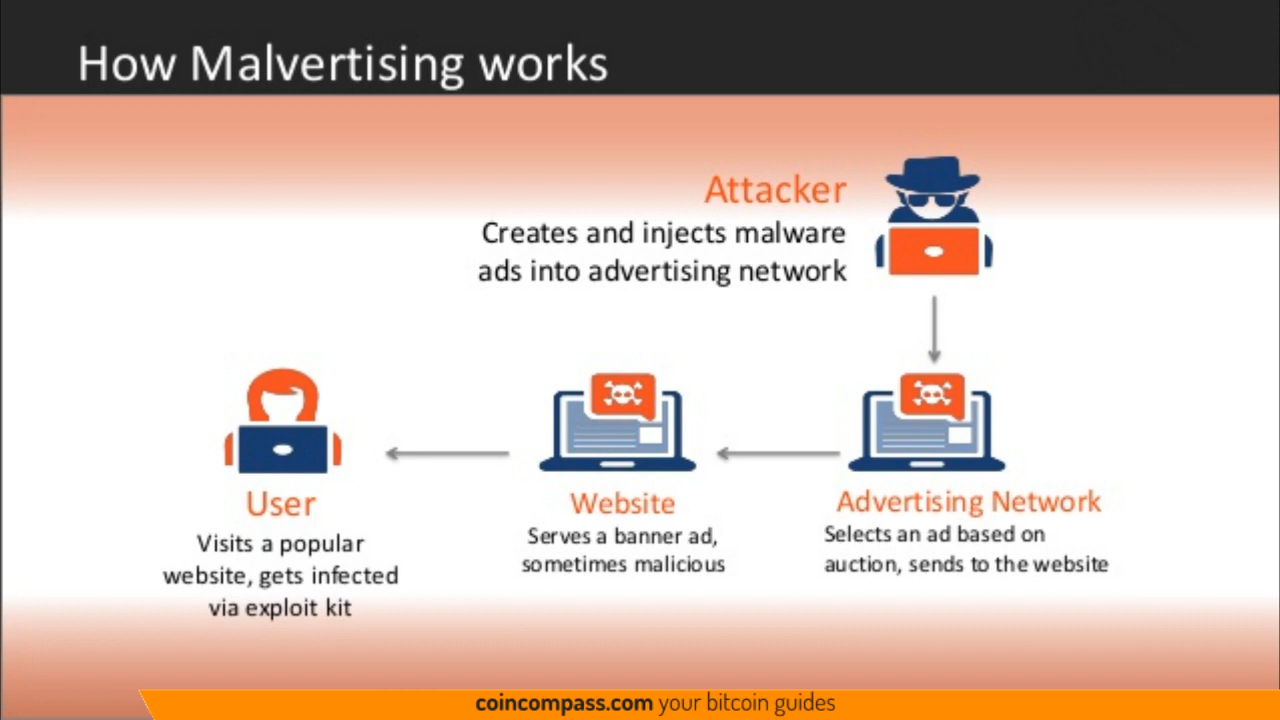 How Malvertising works
Attacker
Creates and injects malware
ads into advertising network
User
Visits a popular
website, gets infected
via exploit kit
Website
Serves a banner ad,
sometimes malicious
Advertising Network
Selects an ad based on
auction, sends to the website
coincompass.com your bitcoin guides